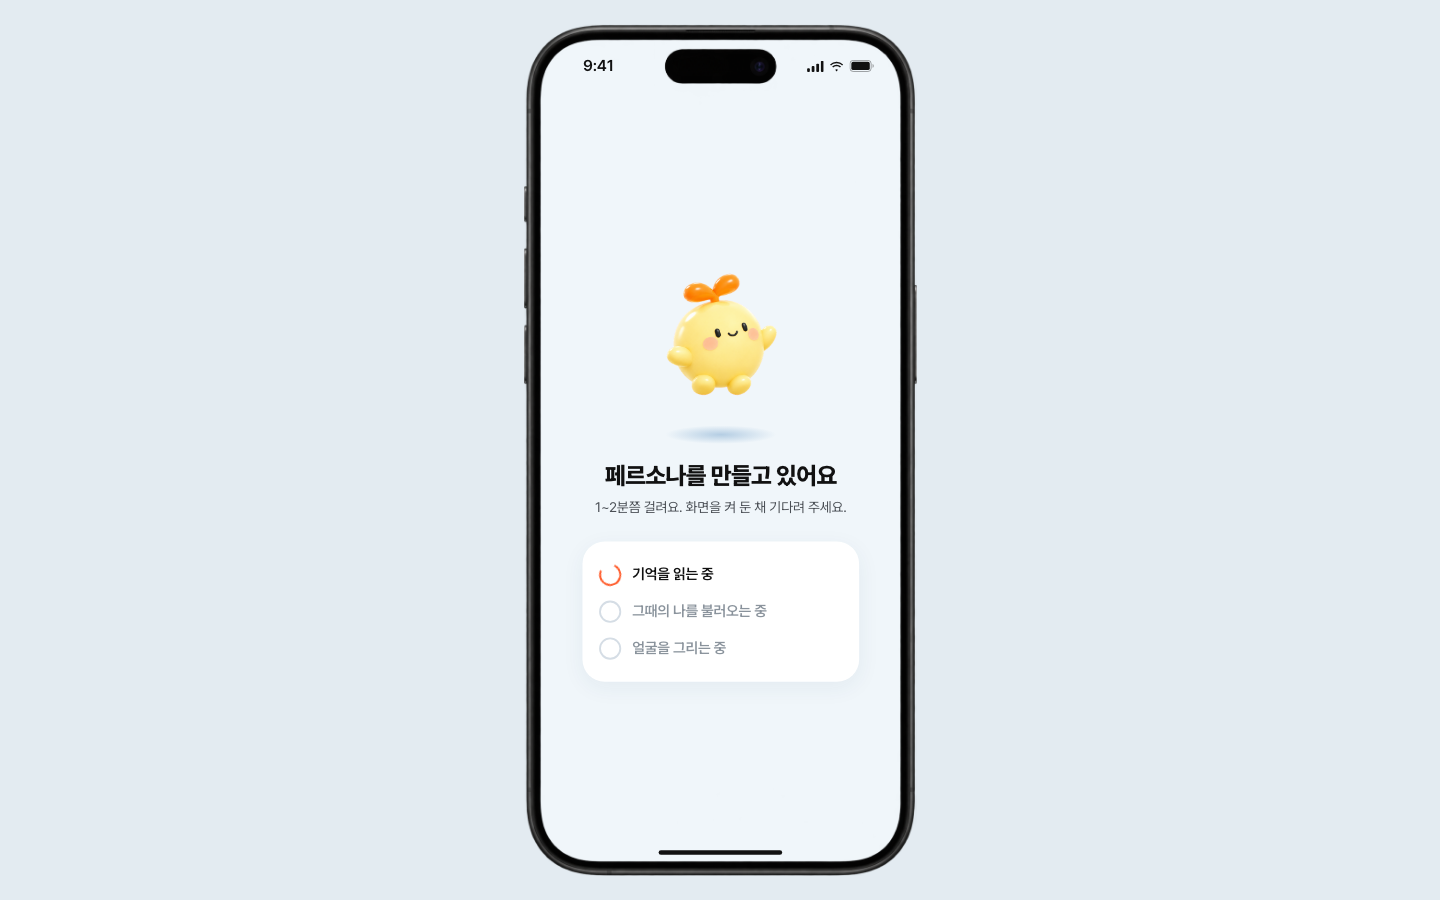 9:41
페르소나를 만들고 있어요
1~2분쯤 걸려요. 화면을 켜 둔 채 기다려 주세요.
기억을 읽는 중
그때의 나를 불러오는 중
얼굴을 그리는 중